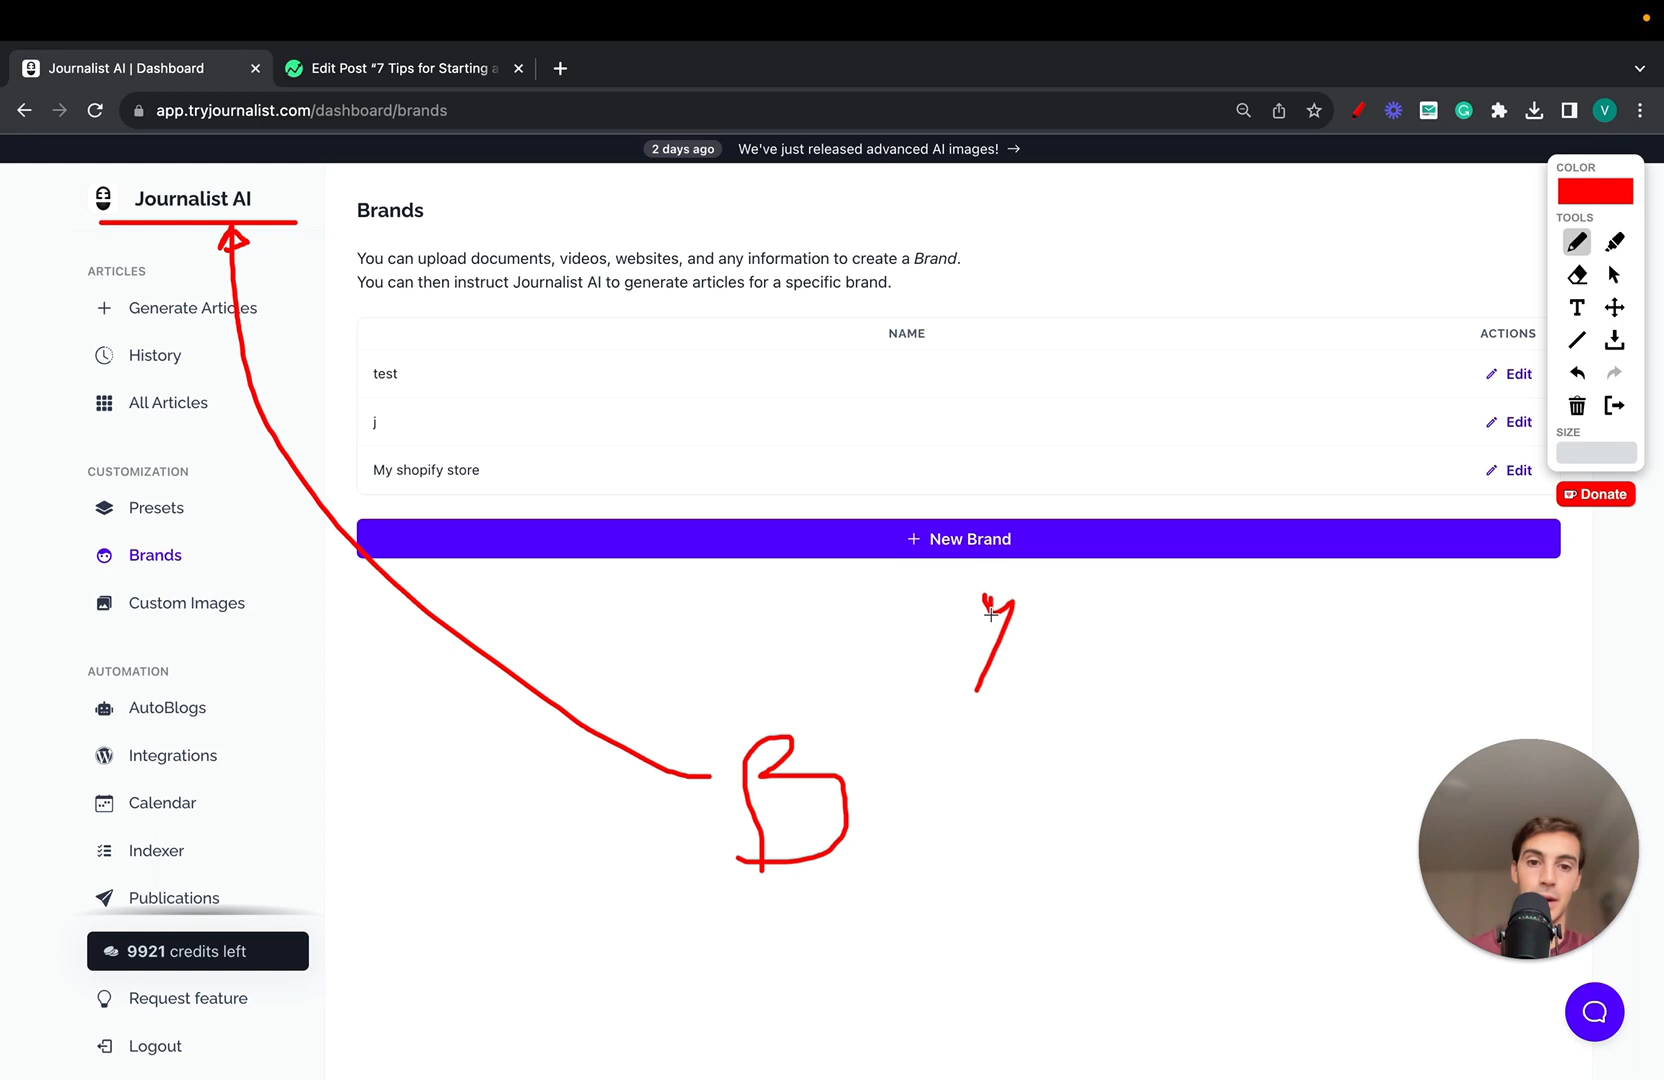 Journalist AI | Dashboard
Edit Post “7 Tips for Starting a
app.tryjournalist.com/dashboard/brands
V
2 days ago We've just released advanced AI images! →
Journalist AI
ARTICLES
Generate Articles
History
All Articles
CUSTOMIZATION
Presets
Brands
Custom Images
AUTOMATION
AutoBlogs
Integrations
Calendar
Indexer
Publications
9921 credits left
Request feature
Logout
Brands
You can upload documents, videos, websites, and any information to create a Brand.
You can then instruct Journalist AI to generate articles for a specific brand.
NAME ACTIONS
test Edit
j Edit
My shopify store Edit
+ New Brand
B
COLOR
TOOLS
T
SIZE
Donate